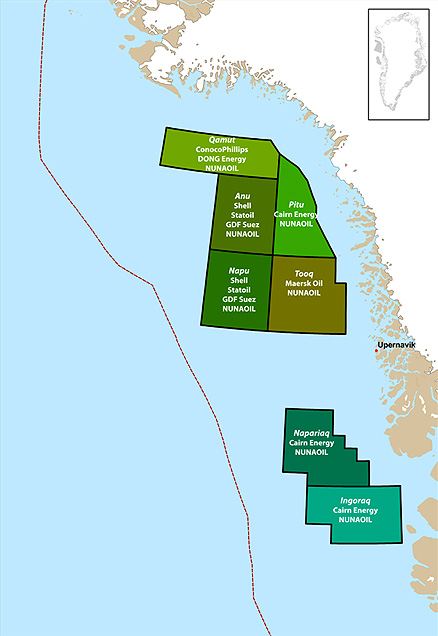 Qamut
ConocoPhillips
DONG Energy
NUNAOIL
Anu
Shell
Statoil
GDF Suez
NUNAOIL
Pitu
Cairn Energy
NUNAOIL
Napu
Shell
Statoil
GDF Suez
NUNAOIL
Tooq
Maersk Oil
NUNAOIL
Upernavik
Napariaq
Cairn Energy
NUNAOIL
Ingoraq
Cairn Energy
NUNAOIL